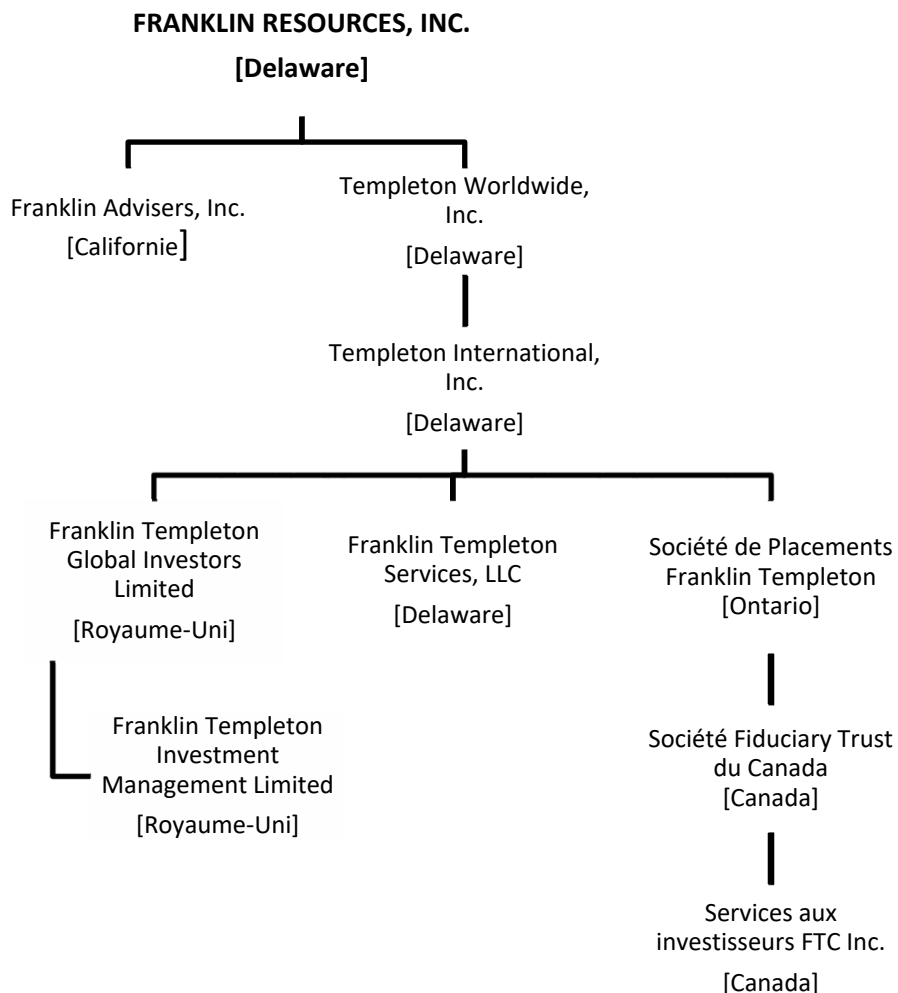 FRANKLIN RESOURCES, INC.
[Delaware]
Franklin Advisers, Inc.
[Californie]
Templeton Worldwide,
Inc.
[Delaware]
Templeton International,
Inc.
[Delaware]
Franklin Templeton
Global Investors
Limited
[Royaume-Uni]
Franklin Templeton
Services, LLC
[Delaware]
Société de Placements
Franklin Templeton
[Ontario]
Franklin Templeton
Investment
Management Limited
[Royaume-Uni]
Société Fiduciary Trust
du Canada
[Canada]
Services aux
investisseurs FTC Inc.
[Canada]